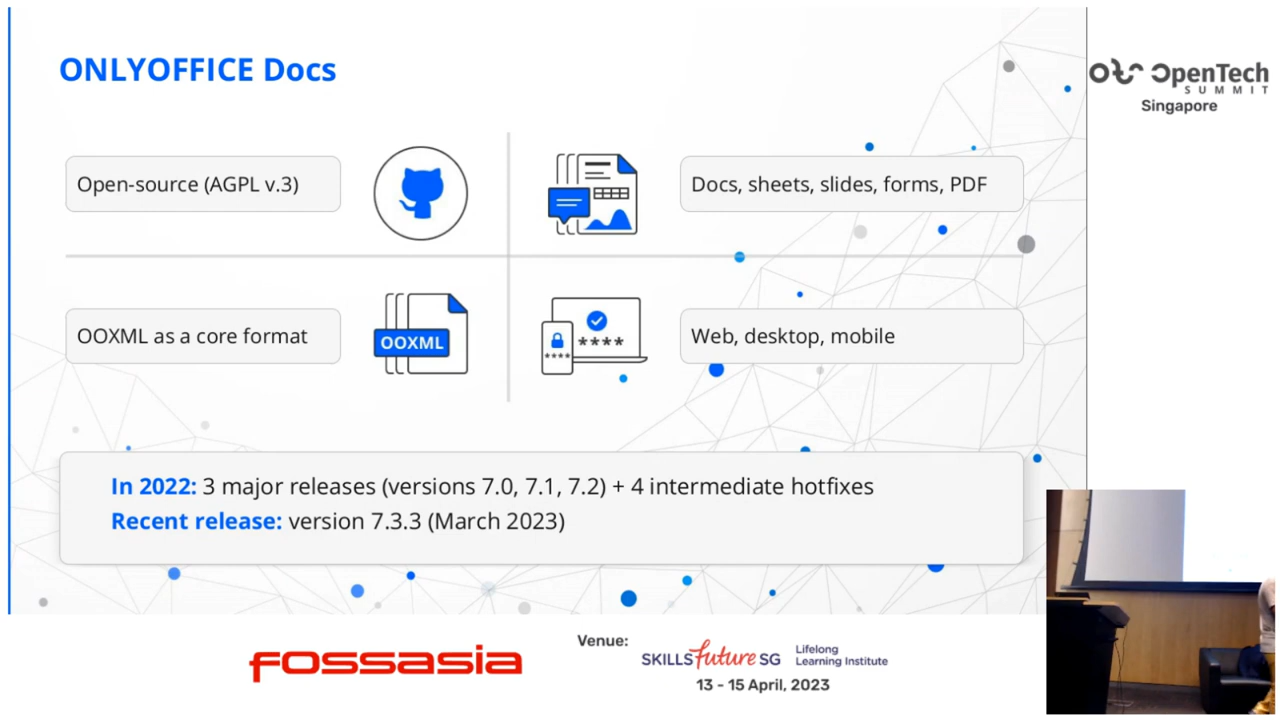 ONLYOFFICE Docs
Open-source (AGPL v.3)
Docs, sheets, slides, forms, PDF
OOXML as a core format
OOXML
****
****
Web, desktop, mobile
In 2022: 3 major releases (versions 7.0, 7.1, 7.2) + 4 intermediate hotfixes
Recent release: version 7.3.3 (March 2023)
OpenTech
SUMMIT
Singapore
fossasia
Venue:
SKILLSfuture SG
Lifelong
Learning Institute
13 - 15 April, 2023